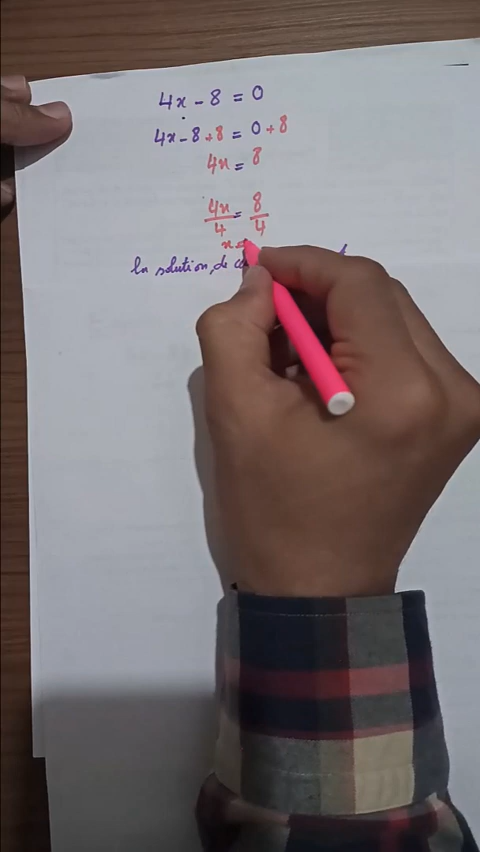 4x - 8 = 0
4x - 8 + 8 = 0 + 8
4x = 8
4x/4 = 8/4
x =
la solution de